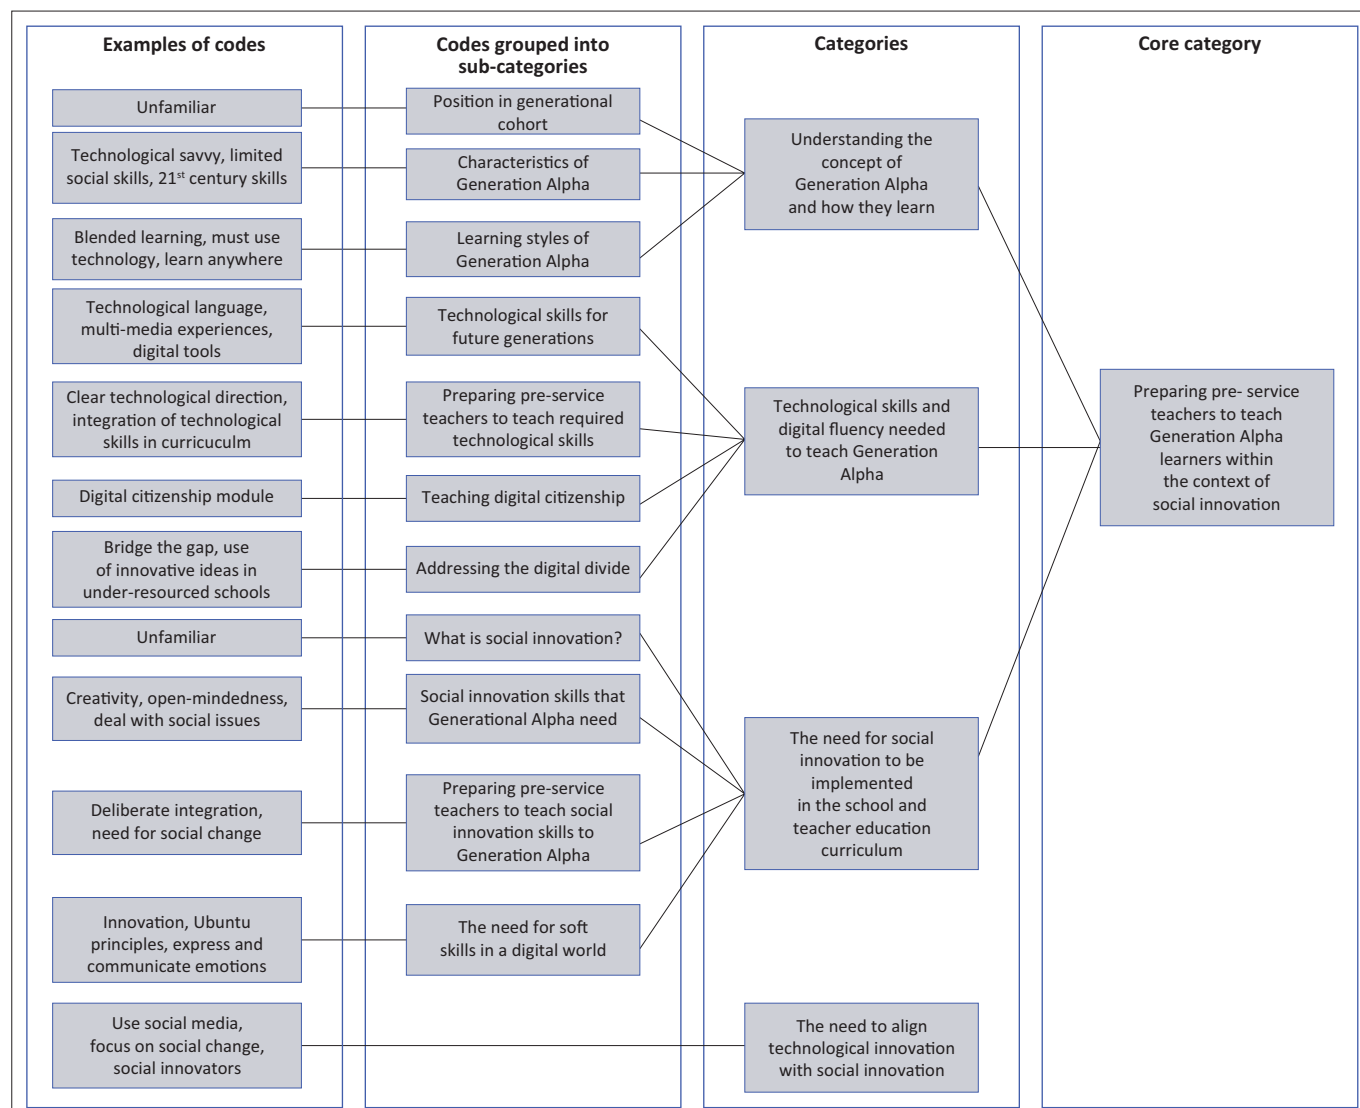 Examples of codes
Unfamiliar
Technological savvy, limited
social skills, 21st century skills
Blended learning, must use
technology, learn anywhere
Technological language,
multi-media experiences,
digital tools
Clear technological direction,
integration of technological
skills in curricuculm
Digital citizenship module
Bridge the gap, use
of innovative ideas in
under-resourced schools
Unfamiliar
Creativity, open-mindedness,
deal with social issues
Deliberate integration,
need for social change
Innovation, Ubuntu
principles, express and
communicate emotions
Use social media,
focus on social change,
social innovators
Codes grouped into
sub-categories
Position in generational
cohort
Characteristics of
Generation Alpha
Learning styles of
Generation Alpha
Technological skills for
future generations
Preparing pre-service
teachers to teach required
technological skills
Teaching digital citizenship
Addressing the digital divide
What is social innovation?
Social innovation skills that
Generational Alpha need
Preparing pre-service
teachers to teach social
innovation skills to
Generation Alpha
The need for soft
skills in a digital world
Categories
Understanding the
concept of
Generation Alpha
and how they learn
Technological skills and
digital fluency needed
to teach Generation
Alpha
The need for social
innovation to be
implemented
in the school and
teacher education
curriculum
The need to align
technological innovation
with social innovation
Core category
Preparing pre- service
teachers to teach
Generation Alpha
learners within
the context of
social innovation